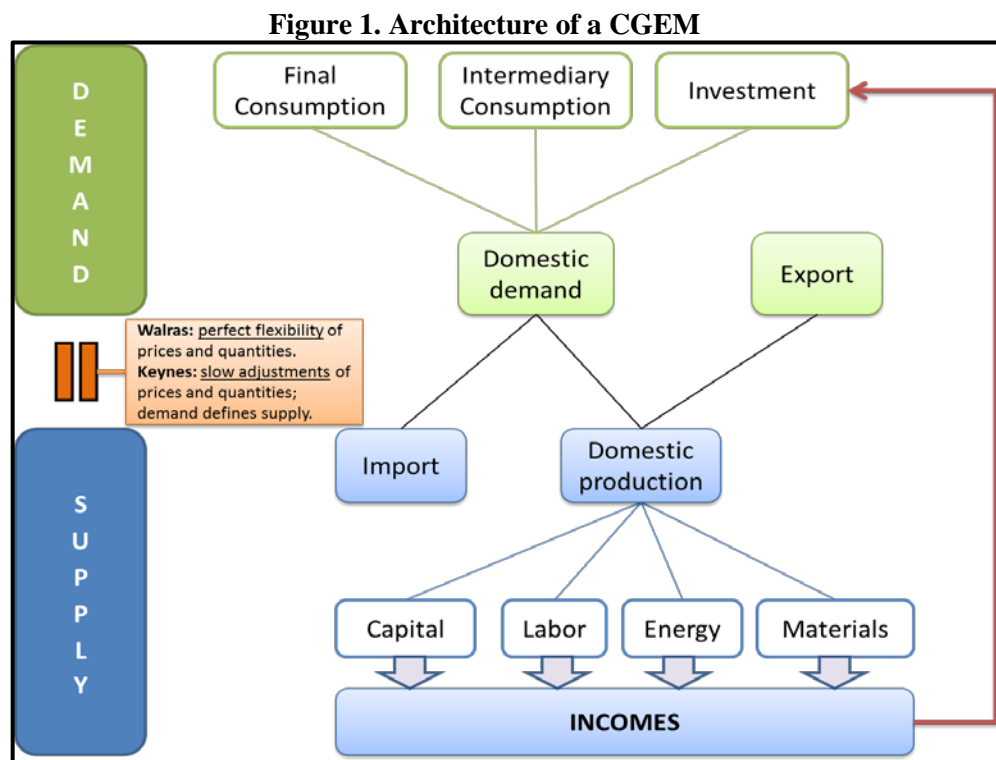 Figure 1. Architecture of a CGEM
DEMAND
Final
Consumption
Intermediary
Consumption
Investment
Domestic
demand
Export
Walras: perfect flexibility of
prices and quantities.
Keynes: slow adjustments of
prices and quantities;
demand defines supply.
SUPPLY
Import
Domestic
production
Capital
Labor
Energy
Materials
INCOMES